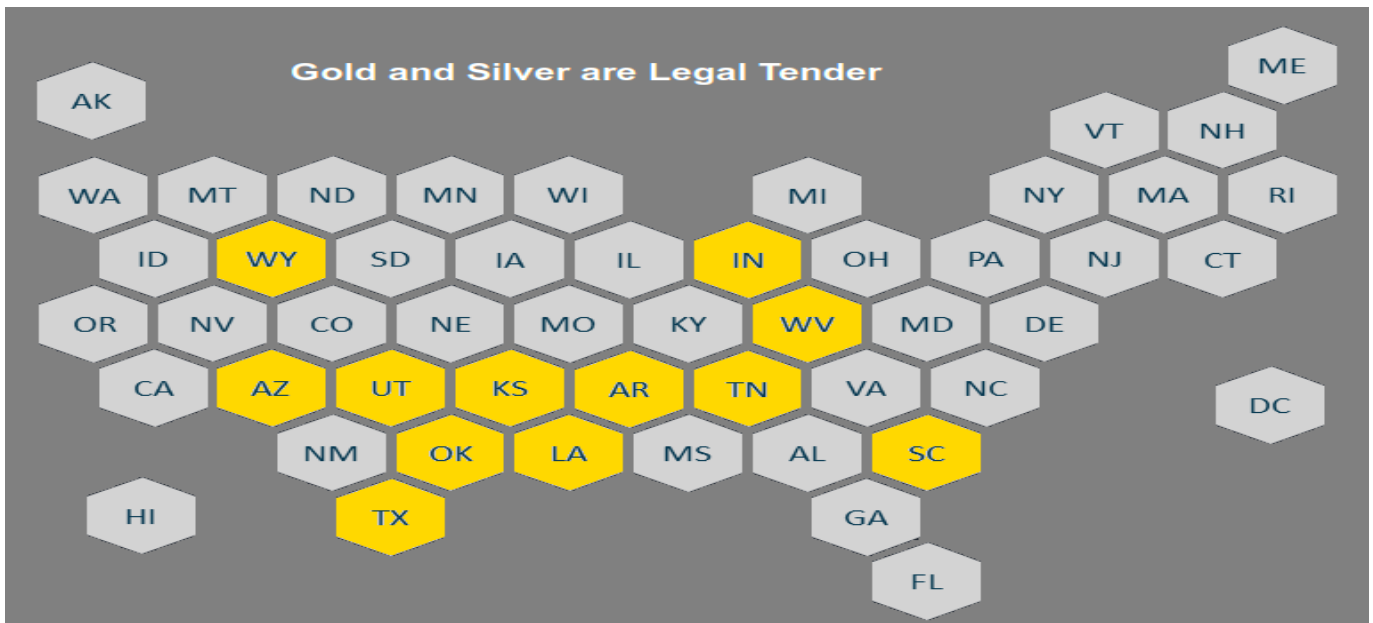 Gold and Silver are Legal Tender
ME
AK
VT NH
WA MT ND MN WI MI NY MA RI
ID WY SD IA IL IN OH PA NJ CT
OR NV CO NE MO KY WV MD DE
CA AZ UT KS AR TN VA NC
DC
NM OK LA MS AL SC
HI TX GA
FL